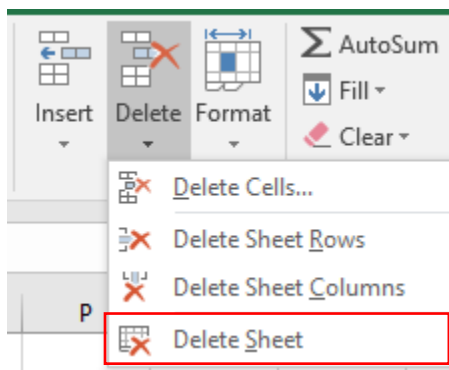 AutoSum
Fill
Insert Delete Format
Clear
Delete Cells...
Delete Sheet Rows
Delete Sheet Columns
P
Delete Sheet